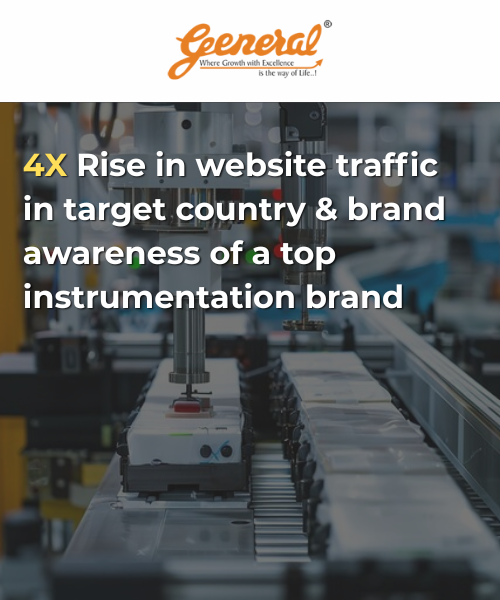 General®
Where Growth with Excellence
is the way of Life..!
4X Rise in website traffic
in target country & brand
awareness of a top
instrumentation brand